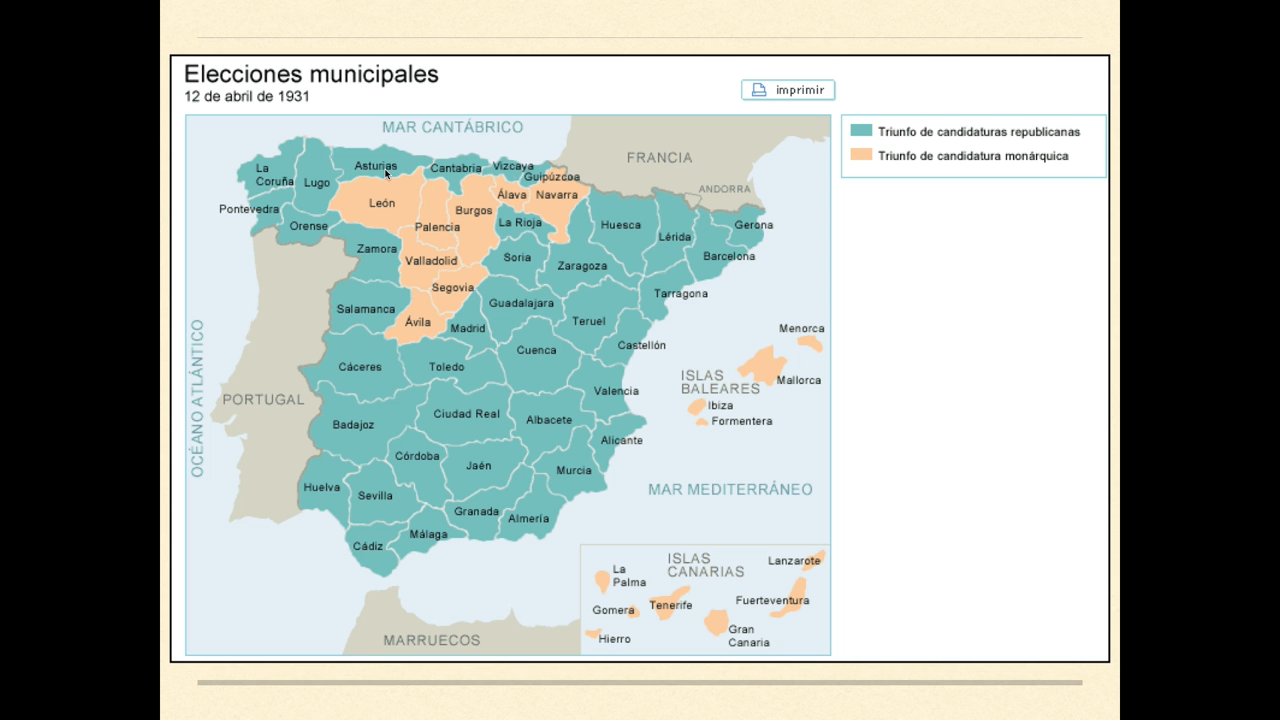 Elecciones municipales
12 de abril de 1931
imprimir
Triunfo de candidaturas republicanas
Triunfo de candidatura monárquica
MAR CANTÁBRICO
FRANCIA
ANDORRA
OCÉANO ATLÁNTICO
PORTUGAL
La
Coruña
Lugo
Asturias
Cantabria
Vizcaya
Guipúzcoa
Pontevedra
Orense
León
Palencia
Burgos
Álava
Navarra
La Rioja
Huesca
Lérida
Gerona
Barcelona
Zamora
Valladolid
Soria
Zaragoza
Tarragona
Segovia
Salamanca
Ávila
Madrid
Guadalajara
Teruel
Castellón
Cáceres
Toledo
Cuenca
Valencia
Badajoz
Ciudad Real
Albacete
Alicante
Córdoba
Jaén
Murcia
Huelva
Sevilla
Granada
Almería
Málaga
Cádiz
Menorca
Mallorca
ISLAS
BALEARES
Ibiza
Formentera
MAR MEDITERRÁNEO
MARRUECOS
ISLAS
CANARIAS
La
Palma
Gomera
Hierro
Tenerife
Gran
Canaria
Fuerteventura
Lanzarote